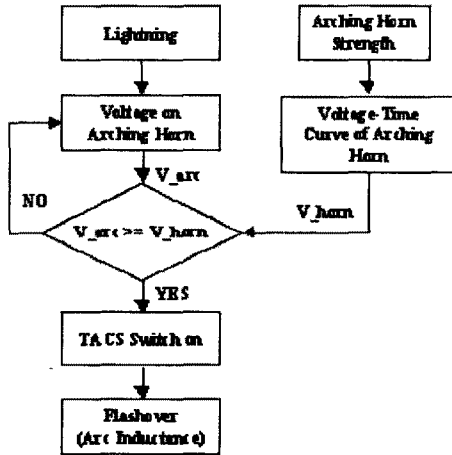 Lightning
Arching Horn
Strength
Voltage on
Arching Horn
Voltage-Time
Curve of Arching
Horn
V_arc
NO
V_horn
V_arc >= V_horn
YES
TACS Switch on
Flashover
(Arc Inductance)